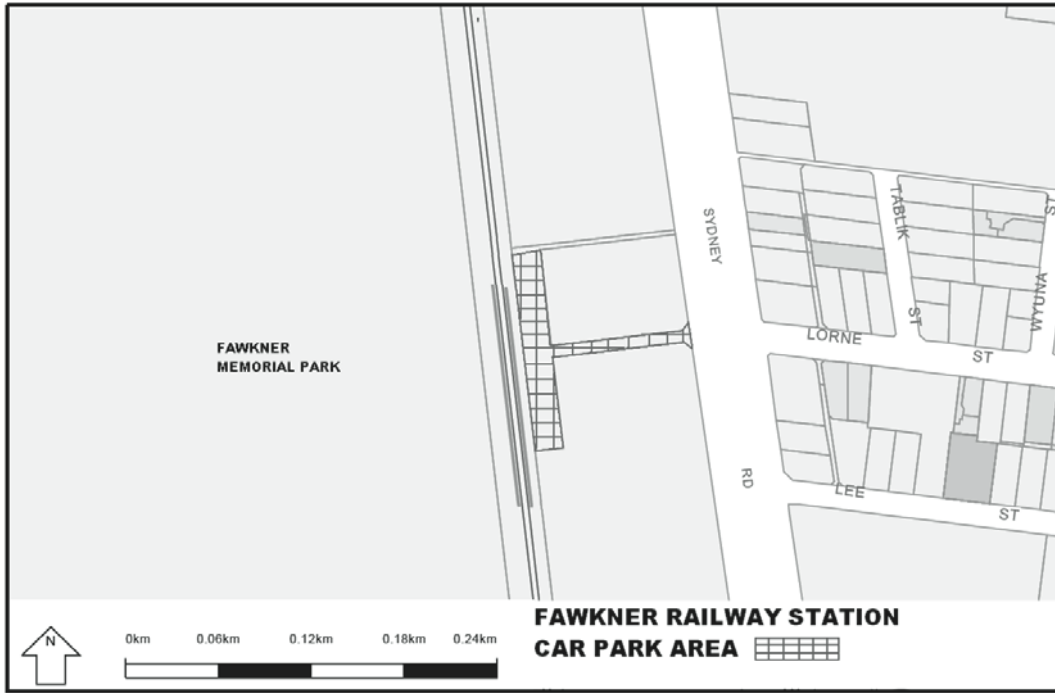 SYDNEY
RD
TABLIK
ST
WYUNA
ST
LORNE
ST
LEE
ST
FAWKNER
MEMORIAL PARK
N
0km 0.06km 0.12km 0.18km 0.24km
FAWKNER RAILWAY STATION
CAR PARK AREA